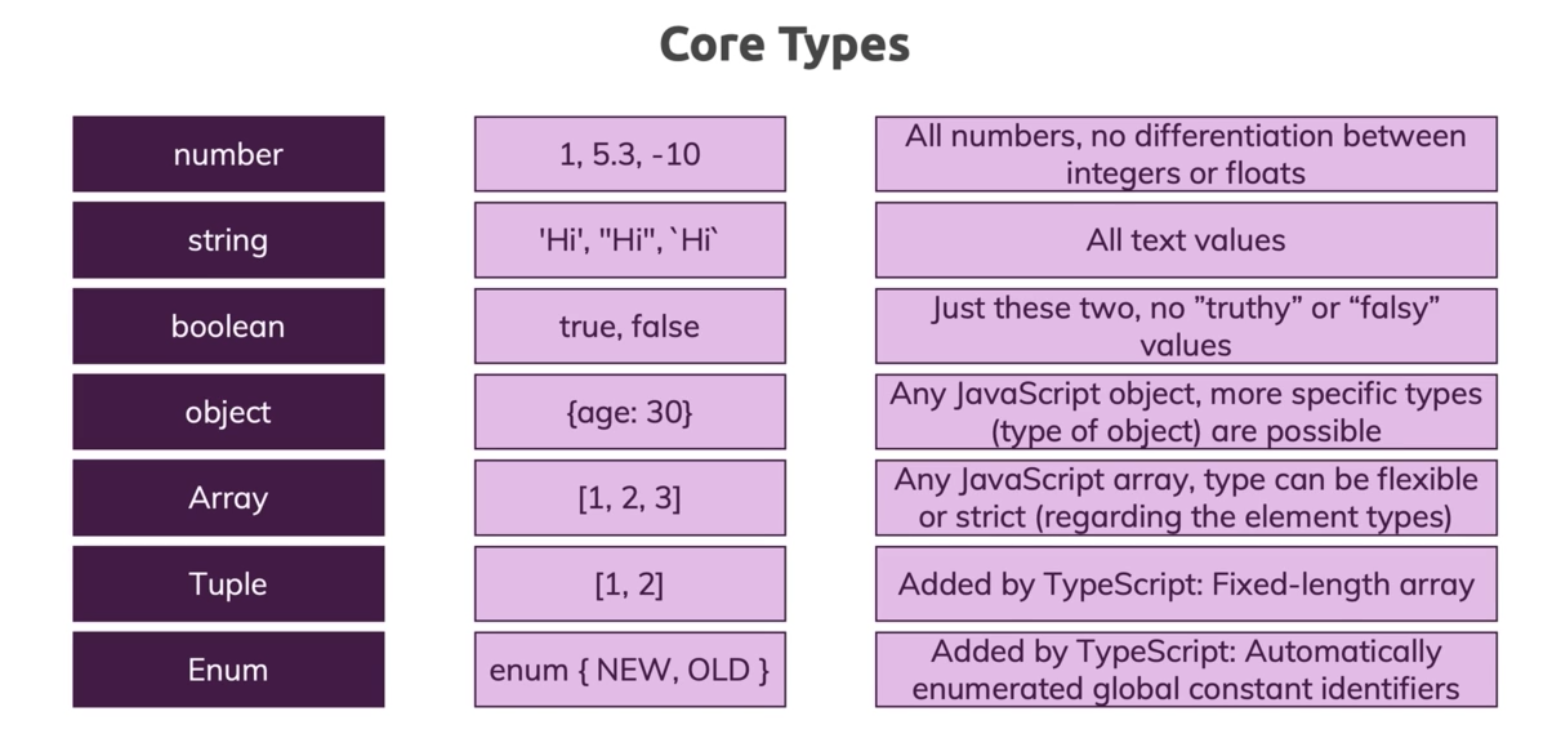 Core Types
number
1, 5.3, -10
All numbers, no differentiation between
integers or floats
string
'Hi', "Hi", `Hi`
All text values
boolean
true, false
Just these two, no ”truthy” or “falsy”
values
object
{age: 30}
Any JavaScript object, more specific types
(type of object) are possible
Array
[1, 2, 3]
Any JavaScript array, type can be flexible
or strict (regarding the element types)
Tuple
[1, 2]
Added by TypeScript: Fixed-length array
Enum
enum { NEW, OLD }
Added by TypeScript: Automatically
enumerated global constant identifiers